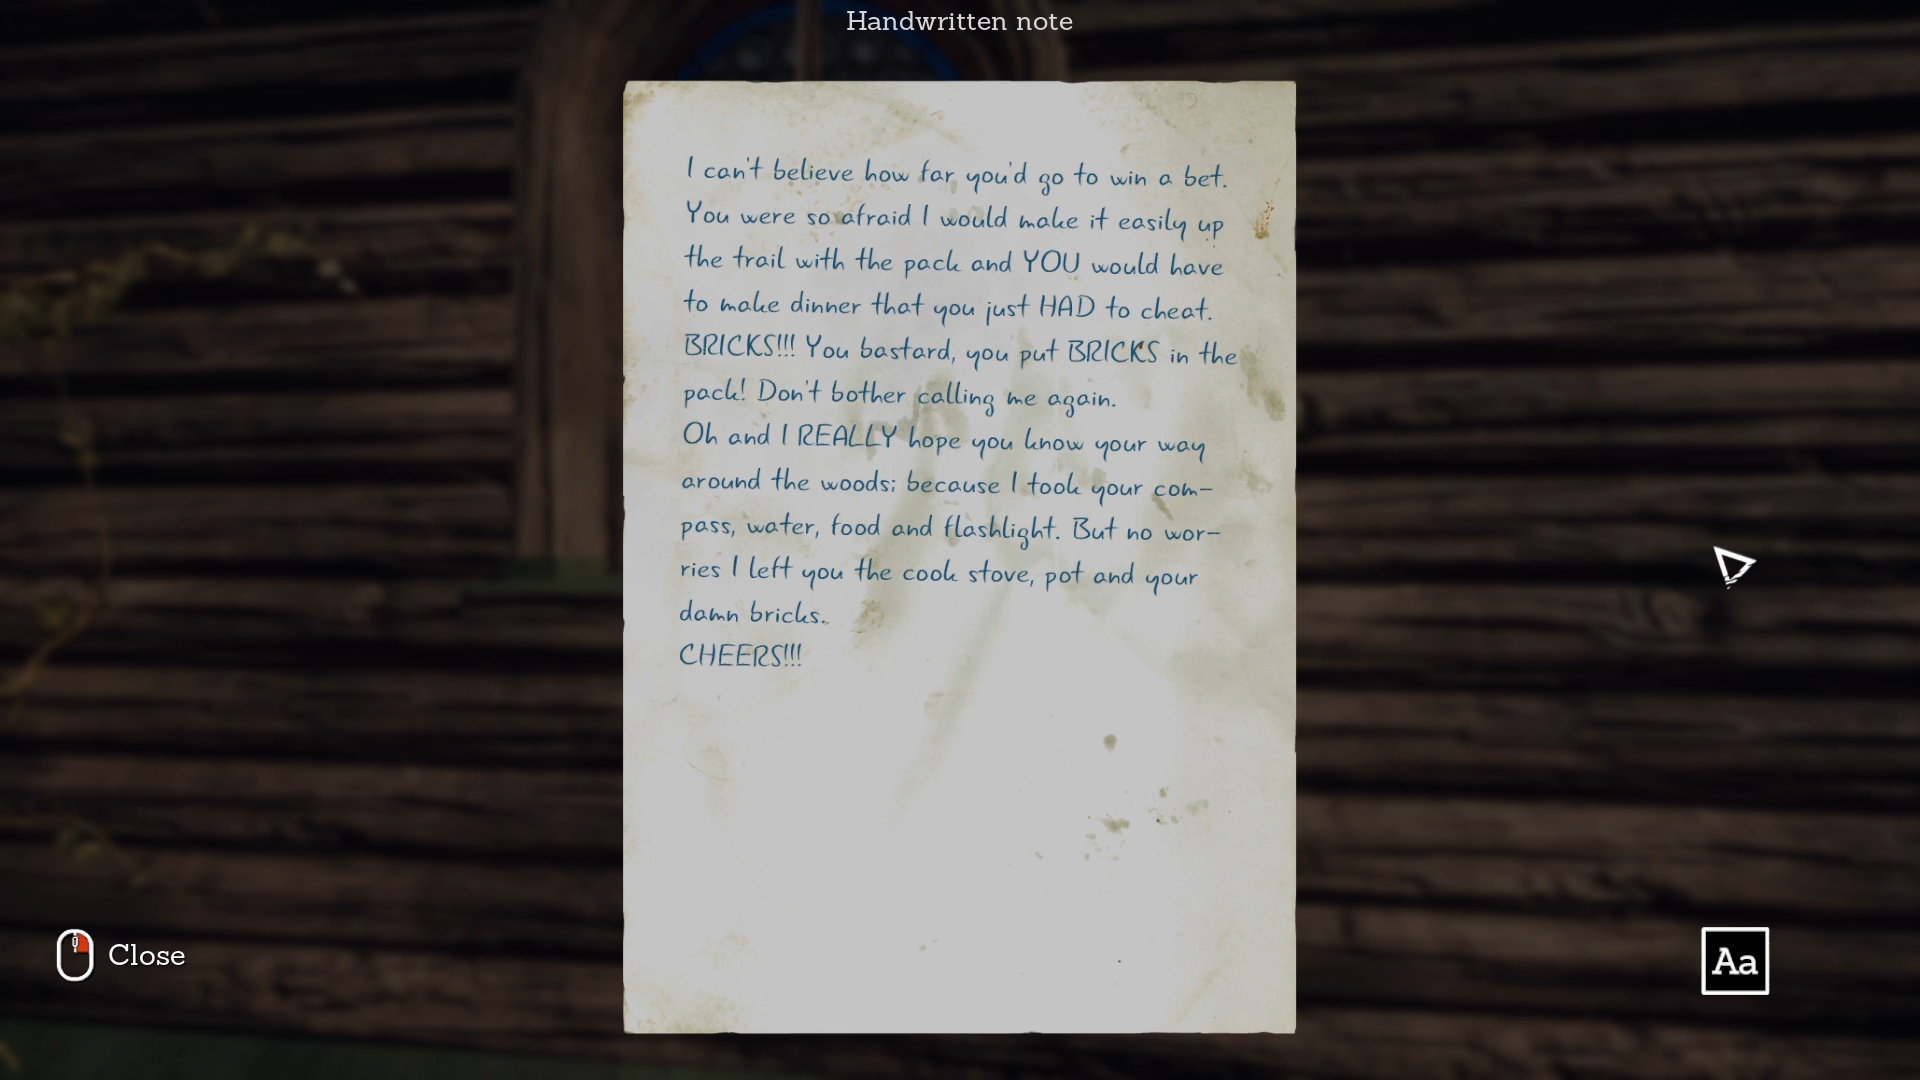 Handwritten note
I can't believe how far you'd go to win a bet.
You were so afraid I would make it easily up
the trail with the pack and YOU would have
to make dinner that you just HAD to cheat.
BRICKS!!! You bastard, you put BRICKS in the
pack! Don't bother calling me again.
Oh and I REALLY hope you know your way
around the woods; because I took your com-
pass, water, food and flashlight. But no wor-
ries I left you the cook stove, pot and your
damn bricks.
CHEERS!!!
Close
Aa